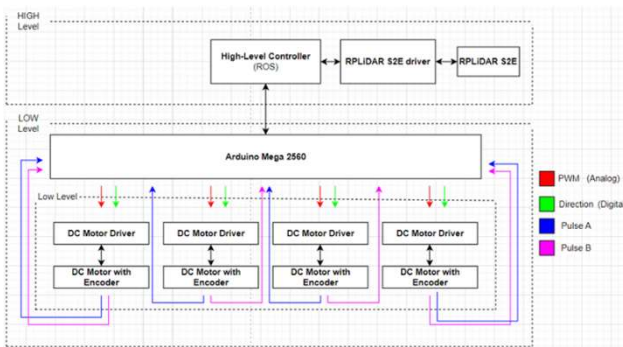 HIGH
Level
High-Level Controller
(ROS)
RPLiDAR S2E driver
RPLiDAR S2E
LOW
Level
Arduino Mega 2560
PWM (Analog)
Direction (Digita
Pulse A
Pulse B
Low Level
DC Motor Driver
DC Motor Driver
DC Motor Driver
DC Motor Driver
DC Motor with
Encoder
DC Motor with
Encoder
DC Motor with
Encoder
DC Motor with
Encoder